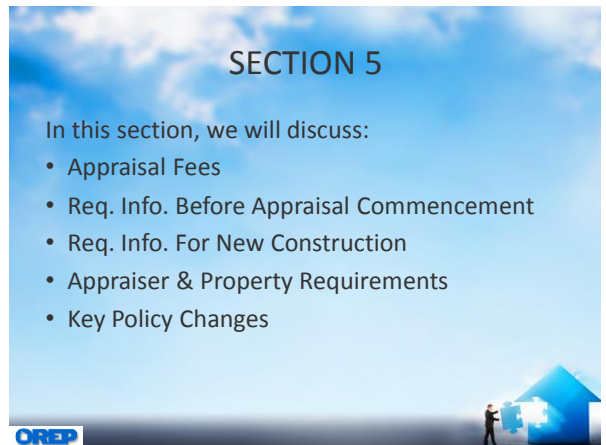 SECTION 5
In this section, we will discuss:
• Appraisal Fees
• Req. Info. Before Appraisal Commencement
• Req. Info. For New Construction
• Appraiser & Property Requirements
• Key Policy Changes
OREP